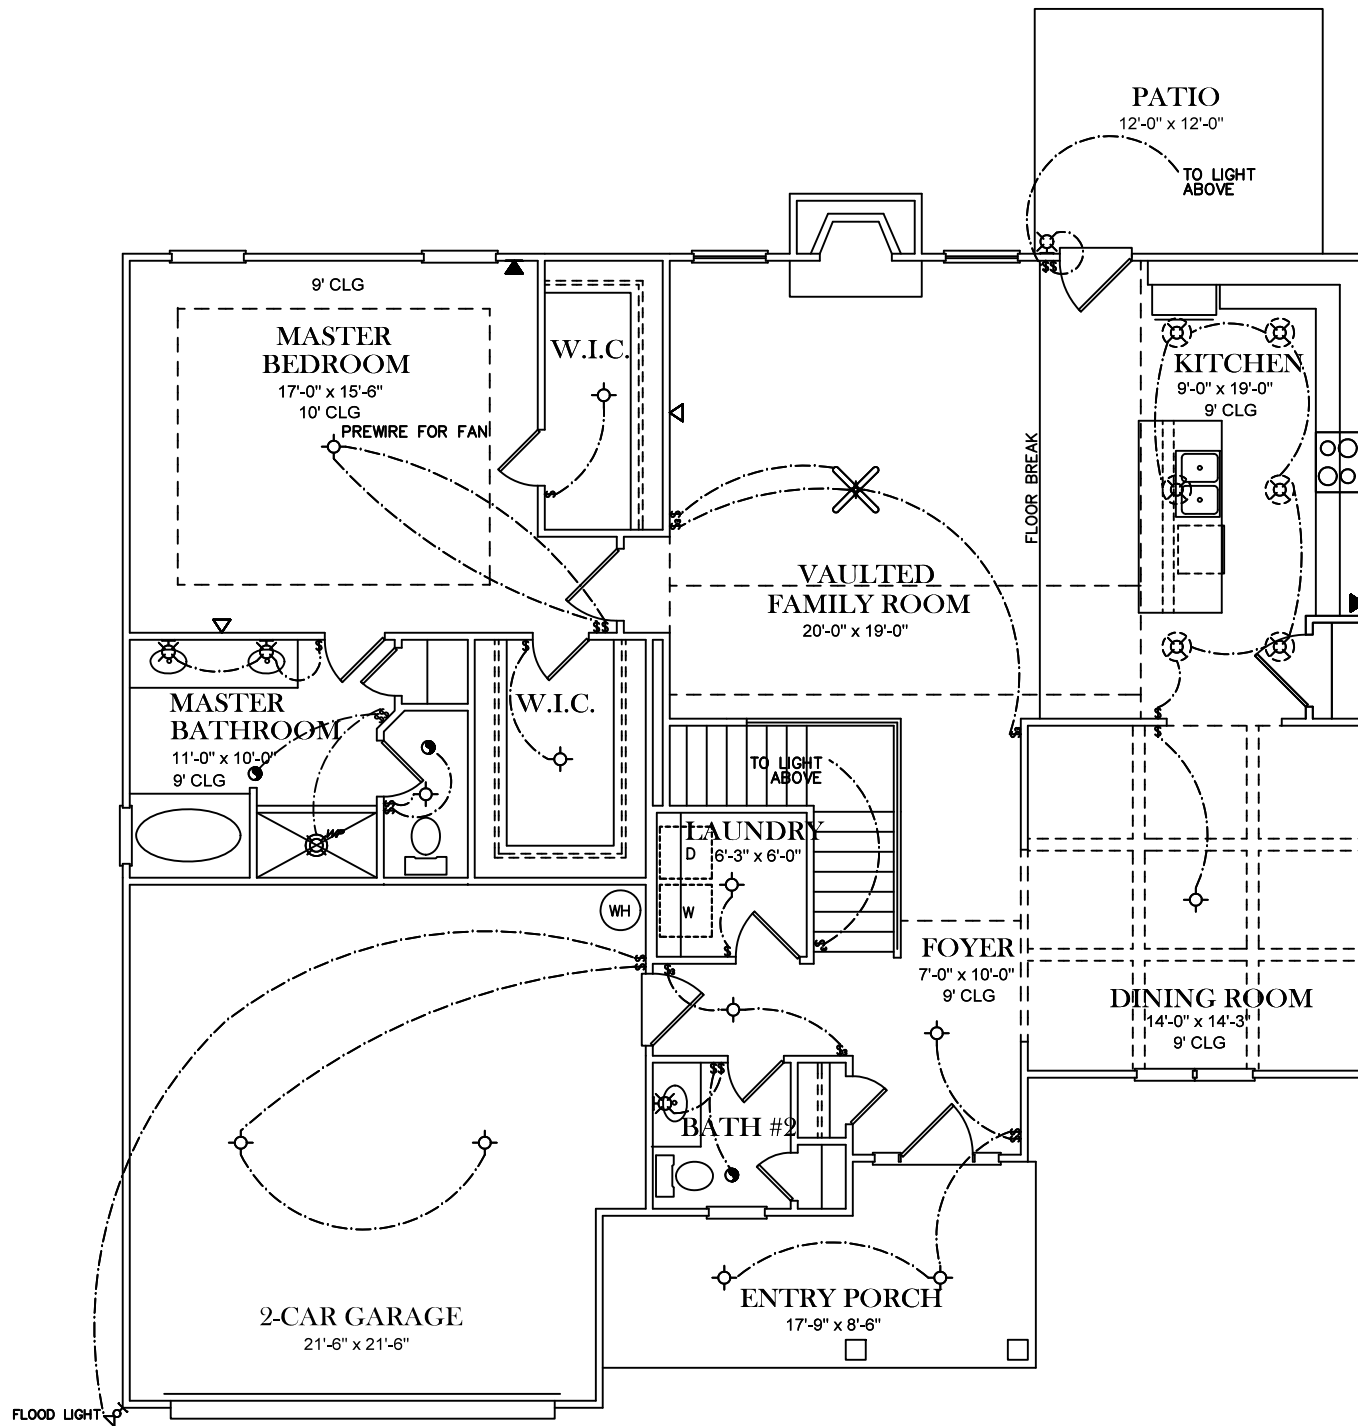 PATIO
12'-0" x 12'-0"
TO LIGHT
ABOVE
9' CLG
MASTER
BEDROOM
17'-0" x 15'-6"
10' CLG
PREWIRE FOR FAN
W.I.C.
KITCHEN
9'-0" x 19'-0"
9' CLG
FLOOR BREAK
VAULTED
FAMILY ROOM
20'-0" x 19'-0"
MASTER
BATHROOM
11'-0" x 10'-0"
9' CLG
W.I.C.
WP
TO LIGHT
ABOVE
LAUNDRY
6'-3" x 6'-0"
D
W
WH
FOYER
7'-0" x 10'-0"
9' CLG
DINING ROOM
14'-0" x 14'-3"
9' CLG
BATH #2
2-CAR GARAGE
21'-6" x 21'-6"
ENTRY PORCH
17'-9" x 8'-6"
FLOOD LIGHT